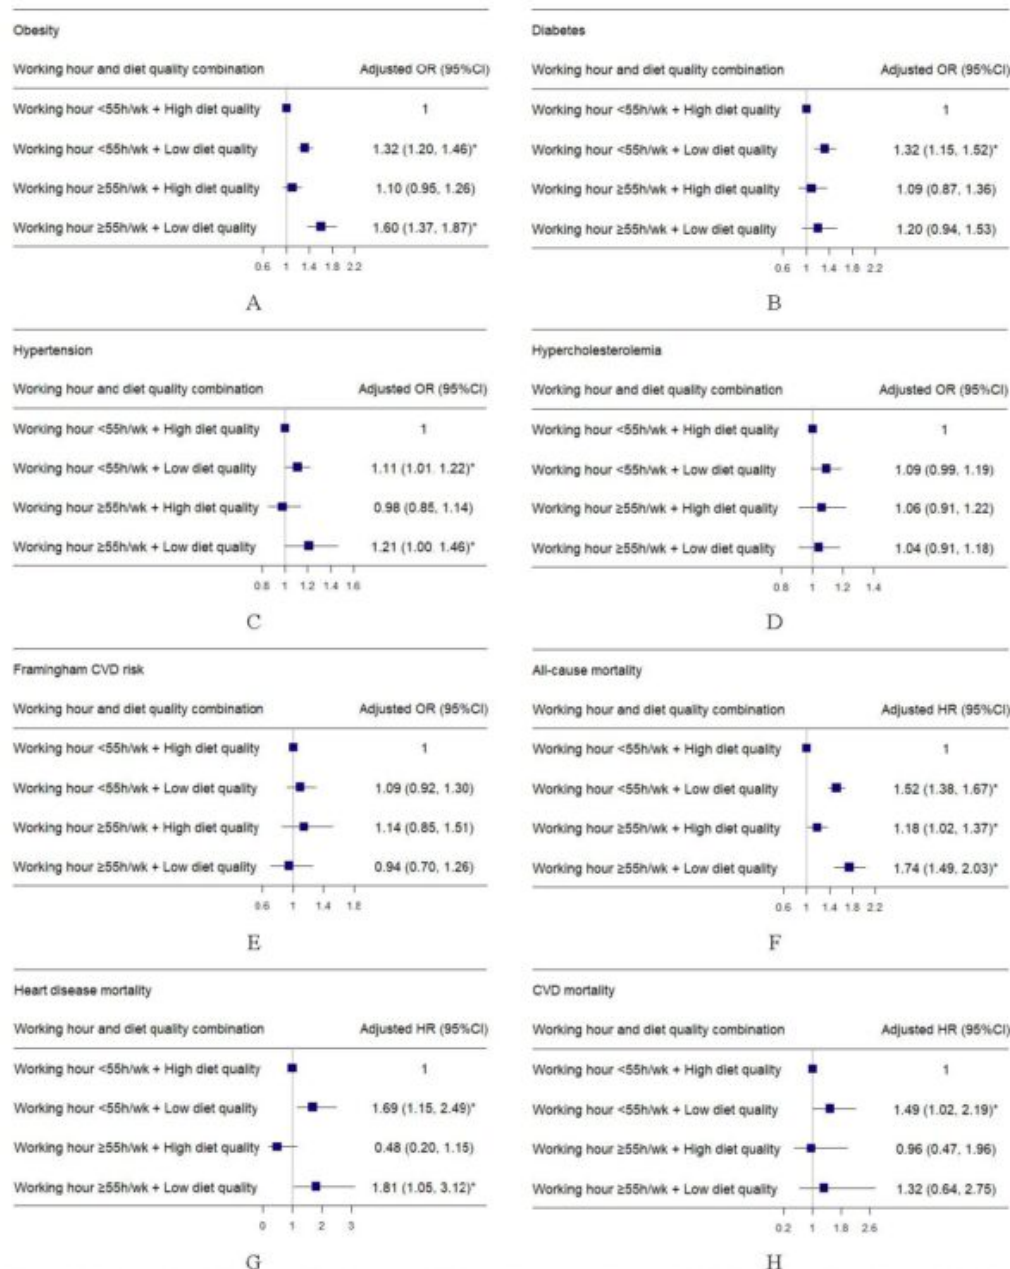 Obesity
Working hour and diet quality combination Adjusted OR (95%CI)
Working hour <55h/wk + High diet quality 1
Working hour <55h/wk + Low diet quality 1.32 (1.20, 1.46)*
Working hour ≥55h/wk + High diet quality 1.10 (0.95, 1.26)
Working hour ≥55h/wk + Low diet quality 1.60 (1.37, 1.87)*
0.6 1 1.4 1.8 2.2
A
Diabetes
Working hour and diet quality combination Adjusted OR (95%CI)
Working hour <55h/wk + High diet quality 1
Working hour <55h/wk + Low diet quality 1.32 (1.15, 1.52)*
Working hour ≥55h/wk + High diet quality 1.09 (0.87, 1.36)
Working hour ≥55h/wk + Low diet quality 1.20 (0.94, 1.53)
0.6 1 1.4 1.8 2.2
B
Hypertension
Working hour and diet quality combination Adjusted OR (95%CI)
Working hour <55h/wk + High diet quality 1
Working hour <55h/wk + Low diet quality 1.11 (1.01, 1.22)*
Working hour ≥55h/wk + High diet quality 0.98 (0.85, 1.14)
Working hour ≥55h/wk + Low diet quality 1.21 (1.00, 1.46)*
0.8 1 1.2 1.4 1.6
C
Hypercholesterolemia
Working hour and diet quality combination Adjusted OR (95%CI)
Working hour <55h/wk + High diet quality 1
Working hour <55h/wk + Low diet quality 1.09 (0.99, 1.19)
Working hour ≥55h/wk + High diet quality 1.06 (0.91, 1.22)
Working hour ≥55h/wk + Low diet quality 1.04 (0.91, 1.18)
0.8 1 1.2 1.4
D
Framingham CVD risk
Working hour and diet quality combination Adjusted OR (95%CI)
Working hour <55h/wk + High diet quality 1
Working hour <55h/wk + Low diet quality 1.09 (0.92, 1.30)
Working hour ≥55h/wk + High diet quality 1.14 (0.85, 1.51)
Working hour ≥55h/wk + Low diet quality 0.94 (0.70, 1.26)
0.6 1 1.4 1.8
E
All-cause mortality
Working hour and diet quality combination Adjusted HR (95%CI)
Working hour <55h/wk + High diet quality 1
Working hour <55h/wk + Low diet quality 1.52 (1.38, 1.67)*
Working hour ≥55h/wk + High diet quality 1.18 (1.02, 1.37)*
Working hour ≥55h/wk + Low diet quality 1.74 (1.49, 2.03)*
0.6 1 1.4 1.8 2.2
F
Heart disease mortality
Working hour and diet quality combination Adjusted HR (95%CI)
Working hour <55h/wk + High diet quality 1
Working hour <55h/wk + Low diet quality 1.69 (1.15, 2.49)*
Working hour ≥55h/wk + High diet quality 0.48 (0.20, 1.15)
Working hour ≥55h/wk + Low diet quality 1.81 (1.05, 3.12)*
0 1 2 3
G
CVD mortality
Working hour and diet quality combination Adjusted HR (95%CI)
Working hour <55h/wk + High diet quality 1
Working hour <55h/wk + Low diet quality 1.49 (1.02, 2.19)*
Working hour ≥55h/wk + High diet quality 0.96 (0.47, 1.96)
Working hour ≥55h/wk + Low diet quality 1.32 (0.64, 2.75)
0.2 1 1.8 2.6
H